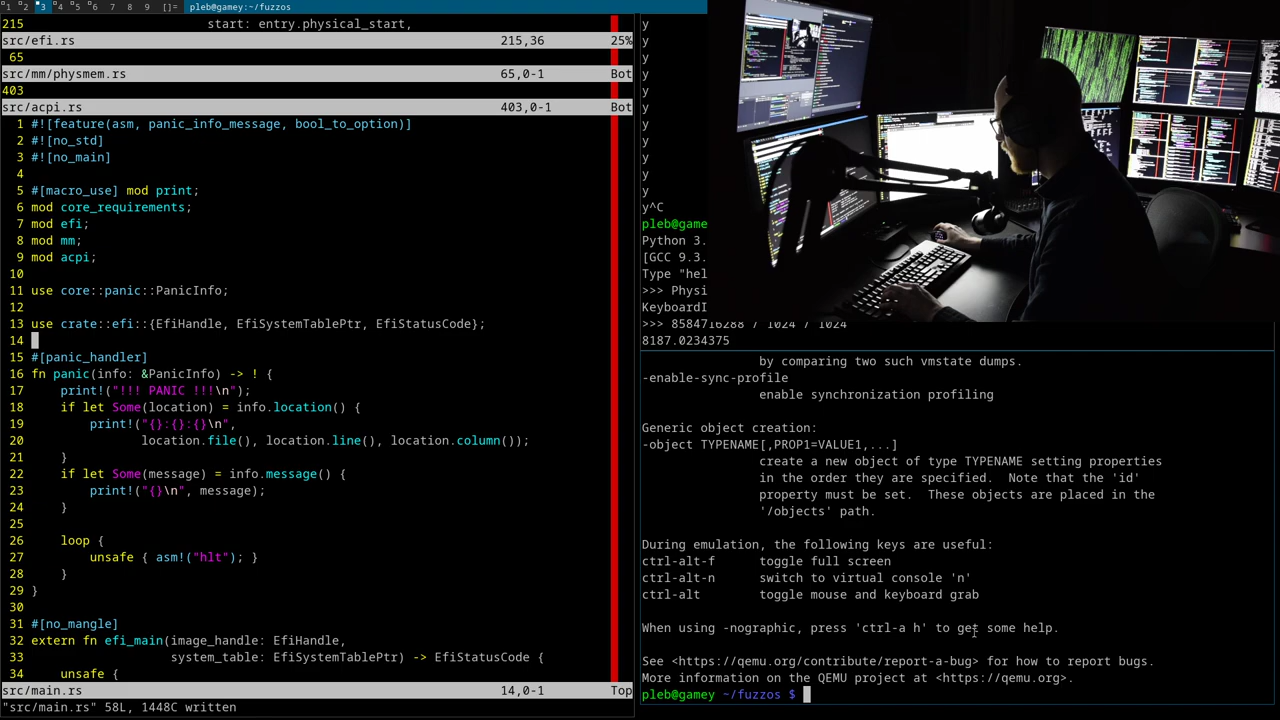 1 2 3 4 5 6 7 8 9 []= pleb@gamey:~/fuzzos
215                        start: entry.physical_start,
src/efi.rs 215,36 25%
65
src/mm/physmem.rs 65,0-1 Bot
403
src/acpi.rs 403,0-1 Bot
1 #![feature(asm, panic_info_message, bool_to_option)]
2 #![no_std]
3 #![no_main]
4
5 #[macro_use] mod print;
6 mod core_requirements;
7 mod efi;
8 mod mm;
9 mod acpi;
10
11 use core::panic::PanicInfo;
12
13 use crate::efi::{EfiHandle, EfiSystemTablePtr, EfiStatusCode};
14
15 #[panic_handler]
16 fn panic(info: &PanicInfo) -> ! {
17     print!("!!! PANIC !!!\n");
18     if let Some(location) = info.location() {
19         print!("{}:{}:{}\n",
20                location.file(), location.line(), location.column());
21     }
22     if let Some(message) = info.message() {
23         print!("{}\n", message);
24     }
25
26     loop {
27         unsafe { asm!("hlt"); }
28     }
29 }
30
31 #[no_mangle]
32 extern fn efi_main(image_handle: EfiHandle,
33                    system_table: EfiSystemTablePtr) -> EfiStatusCode {
34     unsafe {
src/main.rs 14,0-1 Top
"src/main.rs" 58L, 1448C written
y
y
y
y
y
y
y
y
y
y
y
y^C
pleb@game
Python 3.
[GCC 9.3.
Type "hel
>>> Physi
KeyboardI
>>> 8584716288 / 1024 / 1024
8187.0234375
by comparing two such vmstate dumps.
-enable-sync-profile
enable synchronization profiling
Generic object creation:
-object TYPENAME[,PROP1=VALUE1,...]
create a new object of type TYPENAME setting properties
in the order they are specified.  Note that the 'id'
property must be set.  These objects are placed in the
'/objects' path.
During emulation, the following keys are useful:
ctrl-alt-f      toggle full screen
ctrl-alt-n      switch to virtual console 'n'
ctrl-alt        toggle mouse and keyboard grab
When using -nographic, press 'ctrl-a h' to get some help.
See <https://qemu.org/contribute/report-a-bug> for how to report bugs.
More information on the QEMU project at <https://qemu.org>.
pleb@gamey ~/fuzzos $